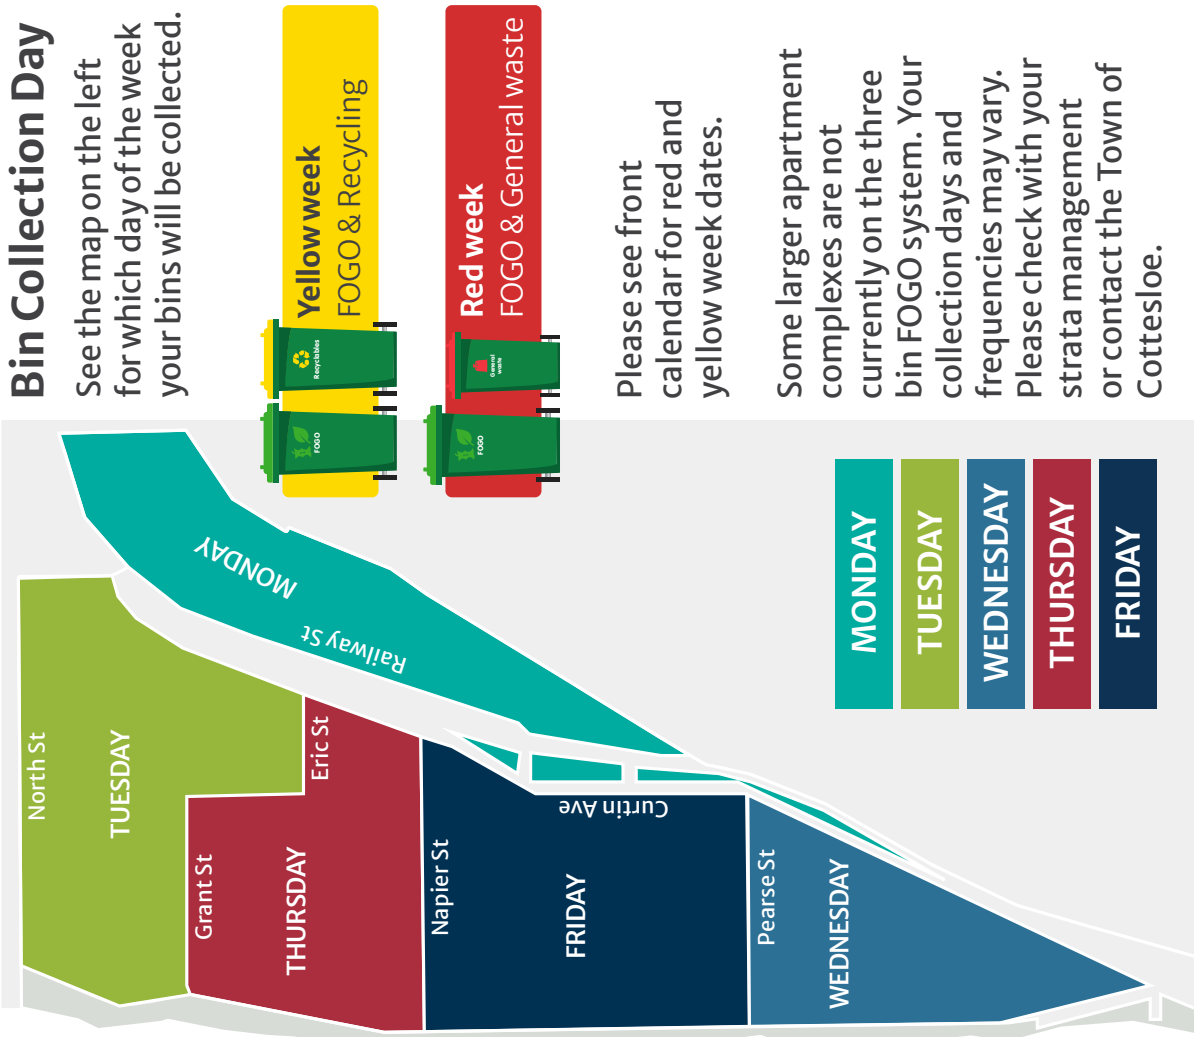 Bin Collection Day
See the map on the left
for which day of the week
your bins will be collected.
Yellow week
FOGO & Recycling
FOGO
Recyclables
Red week
FOGO & General waste
FOGO
General
waste
Please see front
calendar for red and
yellow week dates.
Some larger apartment
complexes are not
currently on the three
bin FOGO system. Your
collection days and
frequencies may vary.
Please check with your
strata management
or contact the Town of
Cottesloe.
North St
TUESDAY
Grant St
Eric St
THURSDAY
Napier St
FRIDAY
Curtin Ave
Pearse St
WEDNESDAY
MONDAY
Railway St
MONDAY
TUESDAY
WEDNESDAY
THURSDAY
FRIDAY